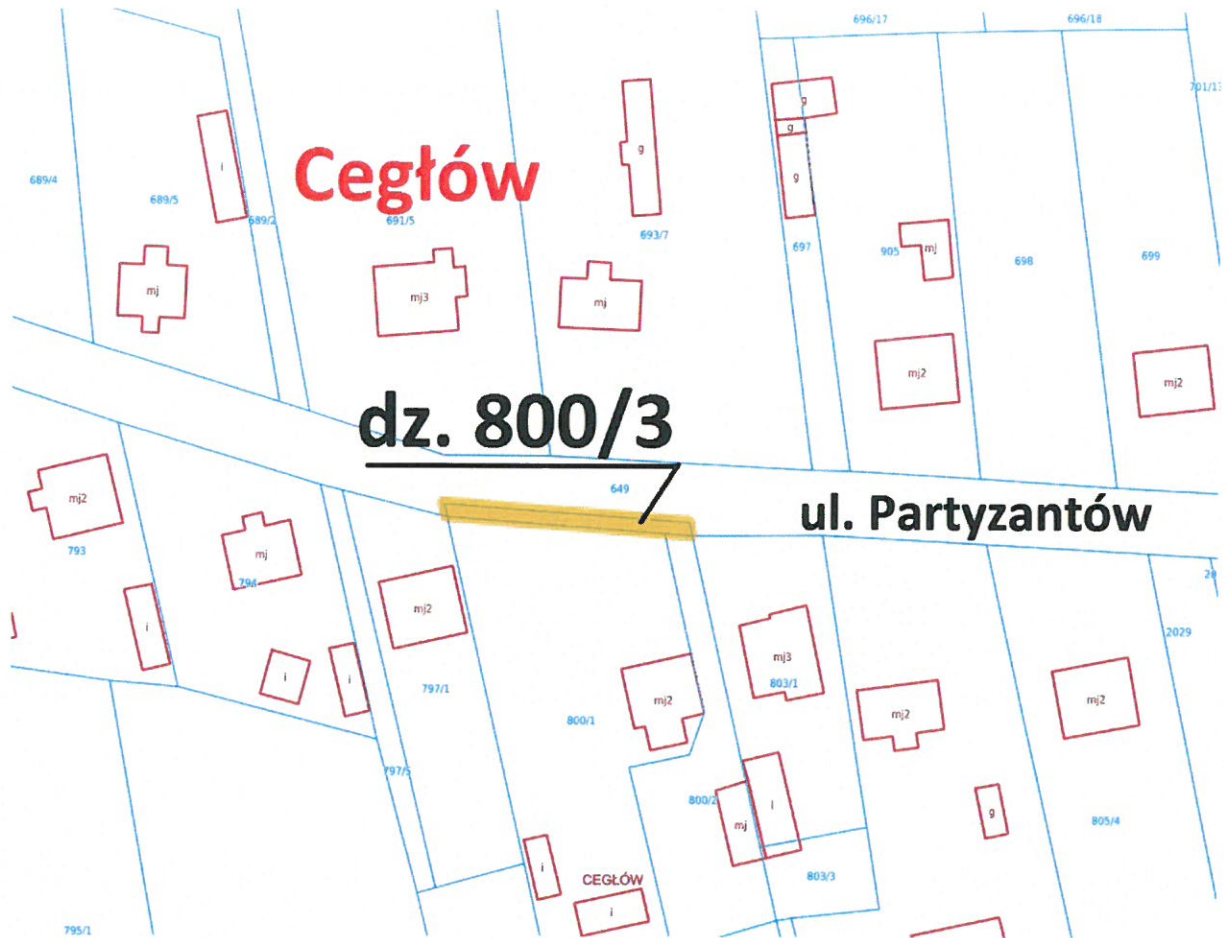 696/17
696/18
701/13
g
g
g
g
i
Cegłów
689/4
689/5
689/2
691/5
693/7
697
905
mj
698
699
mj
mj3
mj
mj2
mj2
dz. 800/3
649
ul. Partyzantów
mj2
793
mj
794
i
i
i
mj2
797/1
800/1
mj2
mj3
803/1
mj2
mj2
2029
797/5
800/2
mj
i
g
805/4
803/3
i
CEGŁÓW
i
795/1